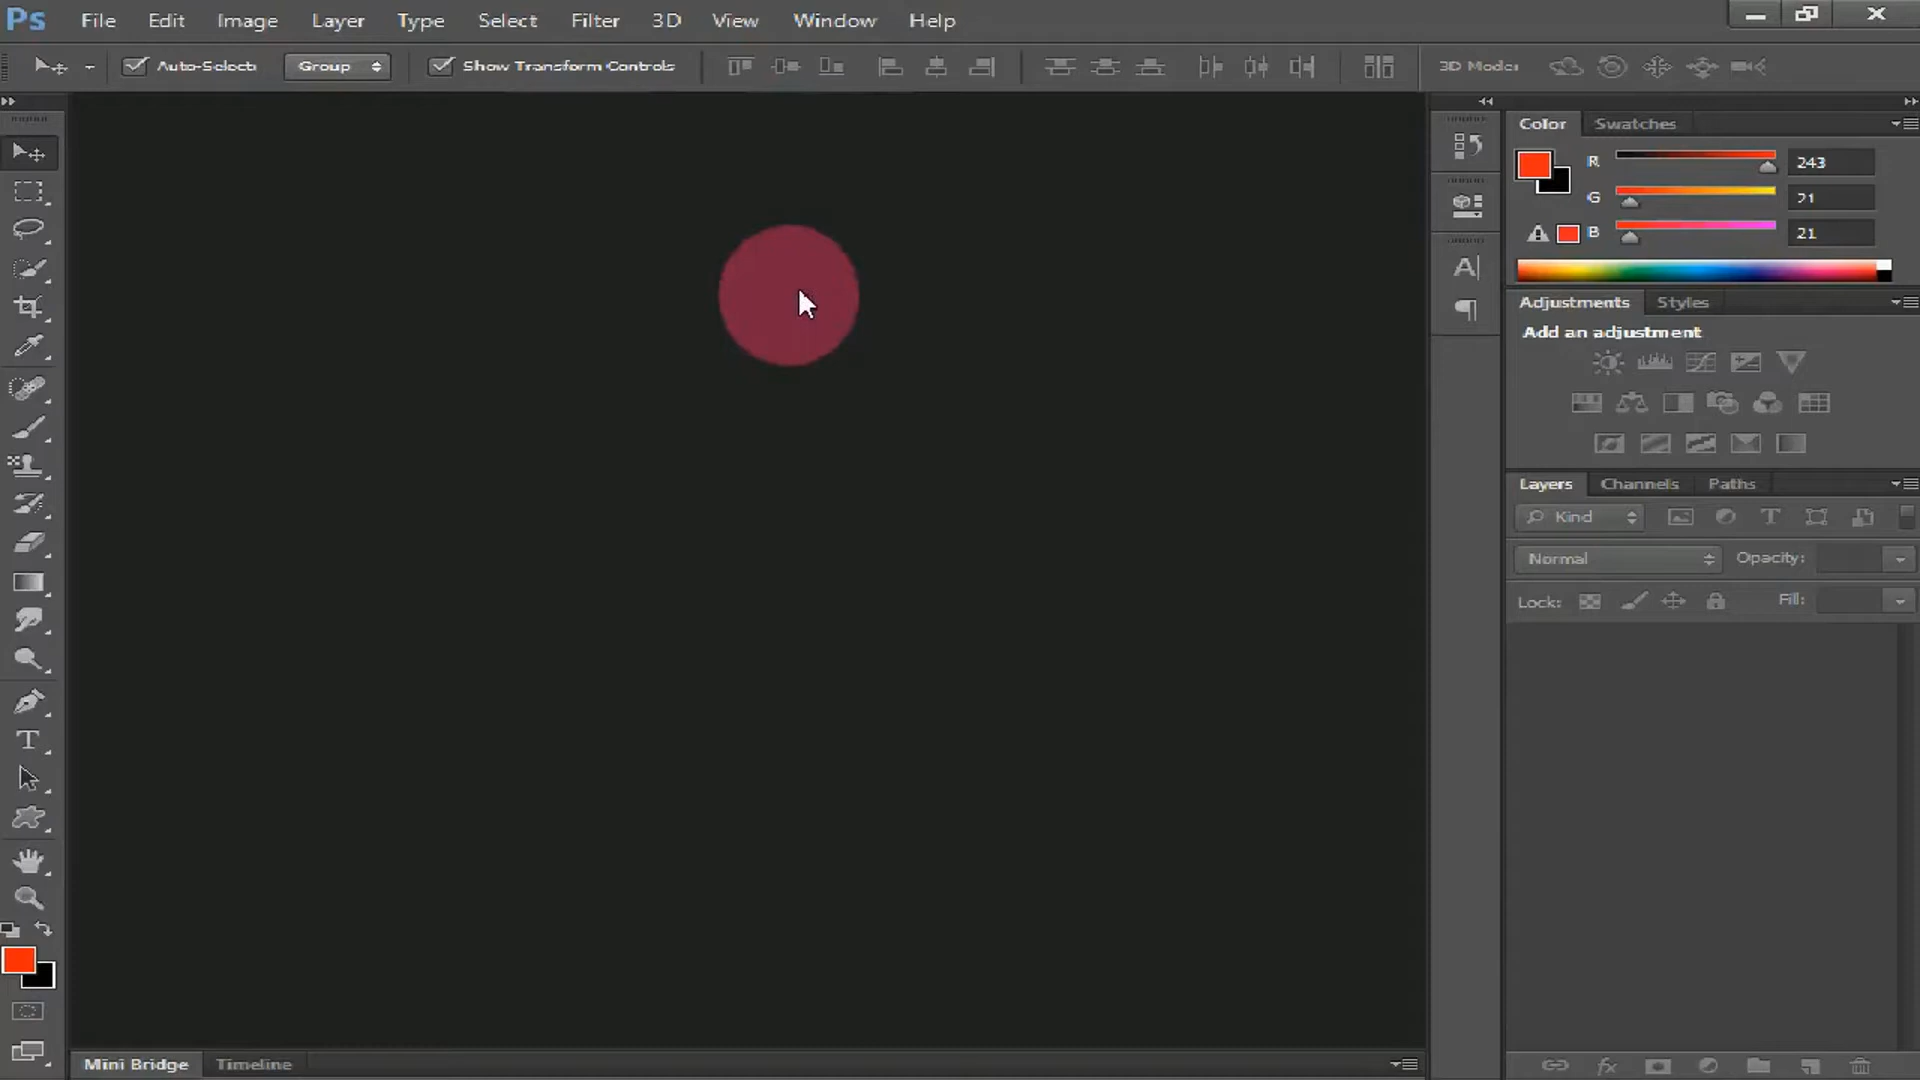 Ps File Edit Image Layer Type Select Filter 3D View Window Help
Auto-Select: Group Show Transform Controls 3D Mode:
Color Swatches
R 243
G 21
B 21
Adjustments Styles
Add an adjustment
Layers Channels Paths
Kind
Normal Opacity:
Lock: Fill:
Mini Bridge Timeline